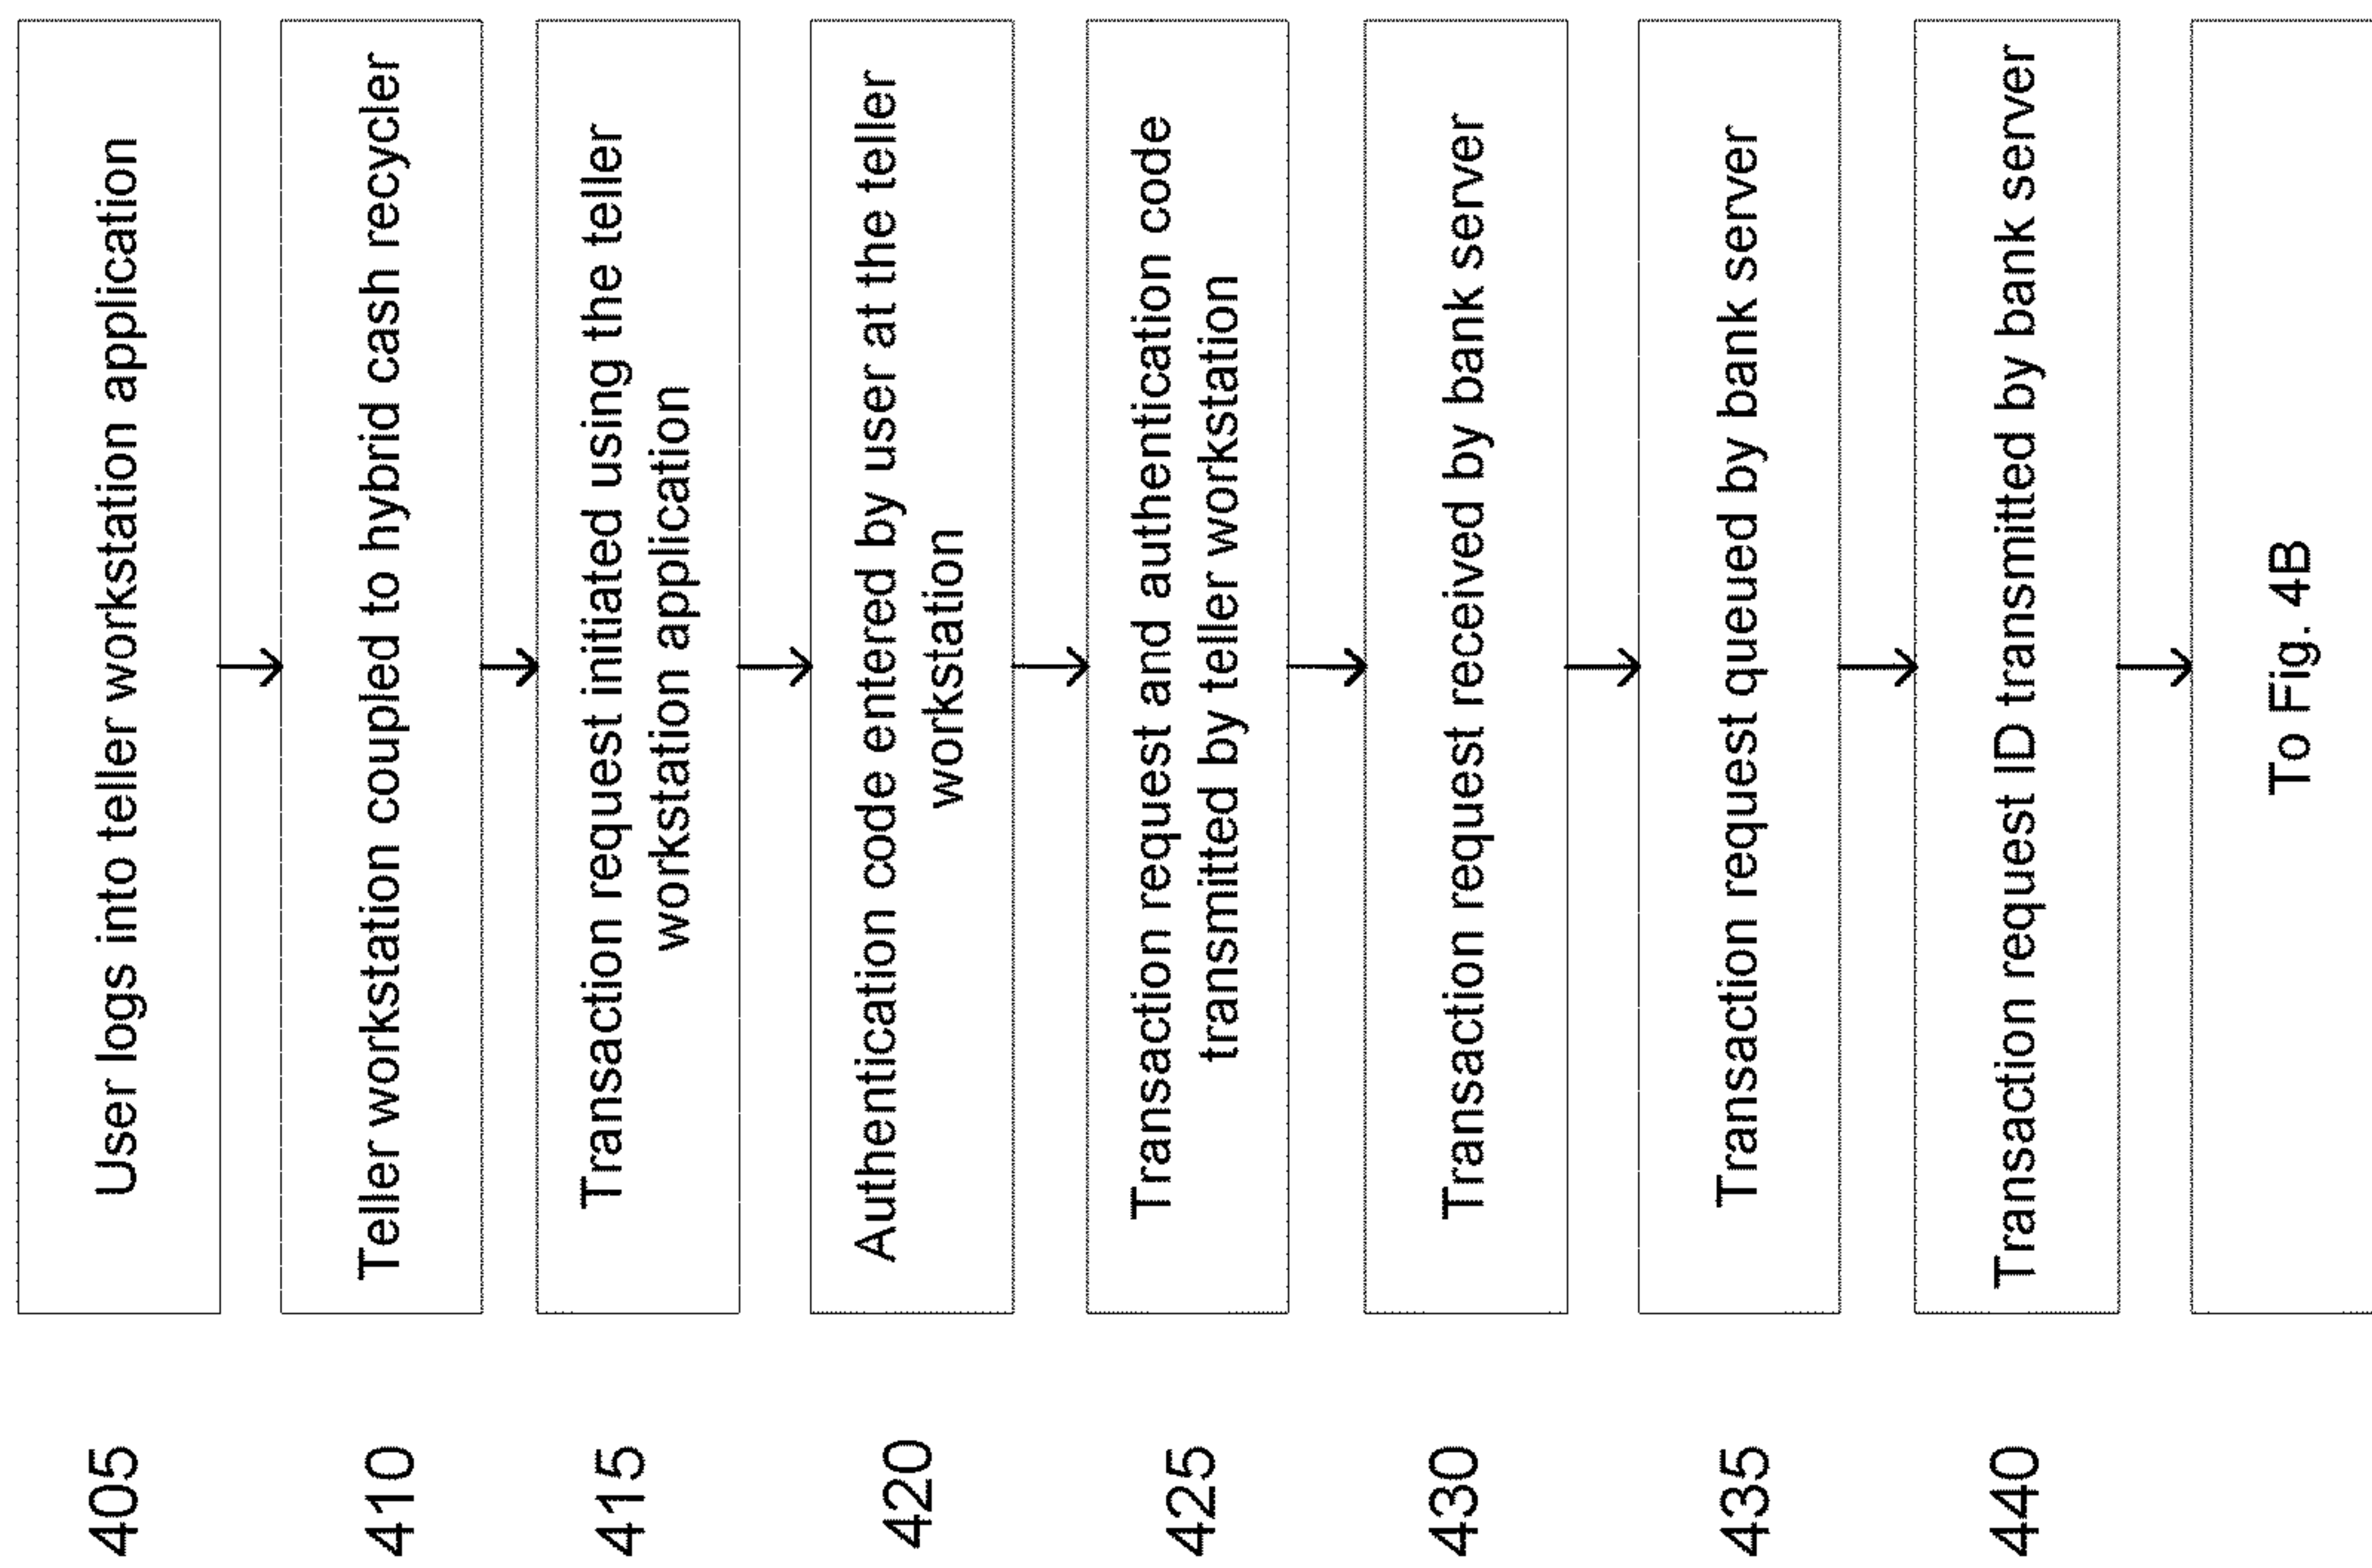 405
User logs into teller workstation application
410
Teller workstation coupled to hybrid cash recycler
415
Transaction request initiated using the teller
workstation application
420
Authentication code entered by user at the teller
workstation
425
Transaction request and authentication code
transmitted by teller workstation
430
Transaction request received by bank server
435
Transaction request queued by bank server
440
Transaction request ID transmitted by bank server
To Fig. 4B